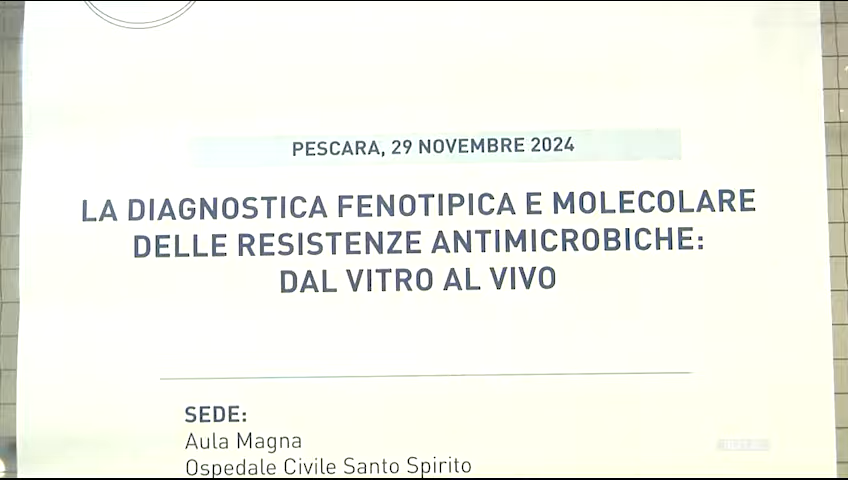 PESCARA, 29 NOVEMBRE 2024
LA DIAGNOSTICA FENOTIPICA E MOLECOLARE
DELLE RESISTENZE ANTIMICROBICHE:
DAL VITRO AL VIVO
SEDE:
Aula Magna
Ospedale Civile Santo Spirito